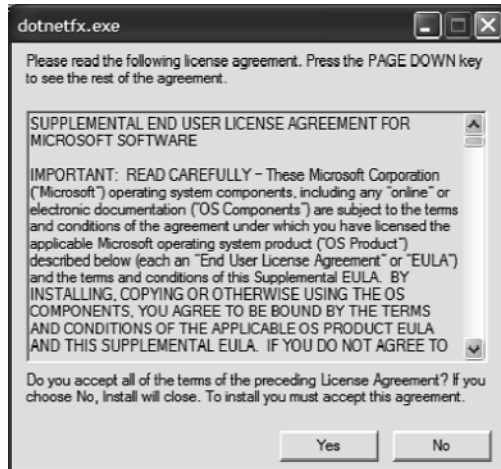 dotnetfx.exe
Please read the following license agreement. Press the PAGE DOWN key
to see the rest of the agreement.
SUPPLEMENTAL END USER LICENSE AGREEMENT FOR
MICROSOFT SOFTWARE
IMPORTANT: READ CAREFULLY – These Microsoft Corporation
("Microsoft") operating system components, including any "online" or
electronic documentation ("OS Components") are subject to the terms
and conditions of the agreement under which you have licensed the
applicable Microsoft operating system product ("OS Product")
described below (each an "End User License Agreement" or "EULA")
and the terms and conditions of this Supplemental EULA. BY
INSTALLING, COPYING OR OTHERWISE USING THE OS
COMPONENTS, YOU AGREE TO BE BOUND BY THE TERMS
AND CONDITIONS OF THE APPLICABLE OS PRODUCT EULA
AND THIS SUPPLEMENTAL EULA. IF YOU DO NOT AGREE TO
Do you accept all of the terms of the preceding License Agreement? If you
choose No, Install will close. To install you must accept this agreement.
Yes No